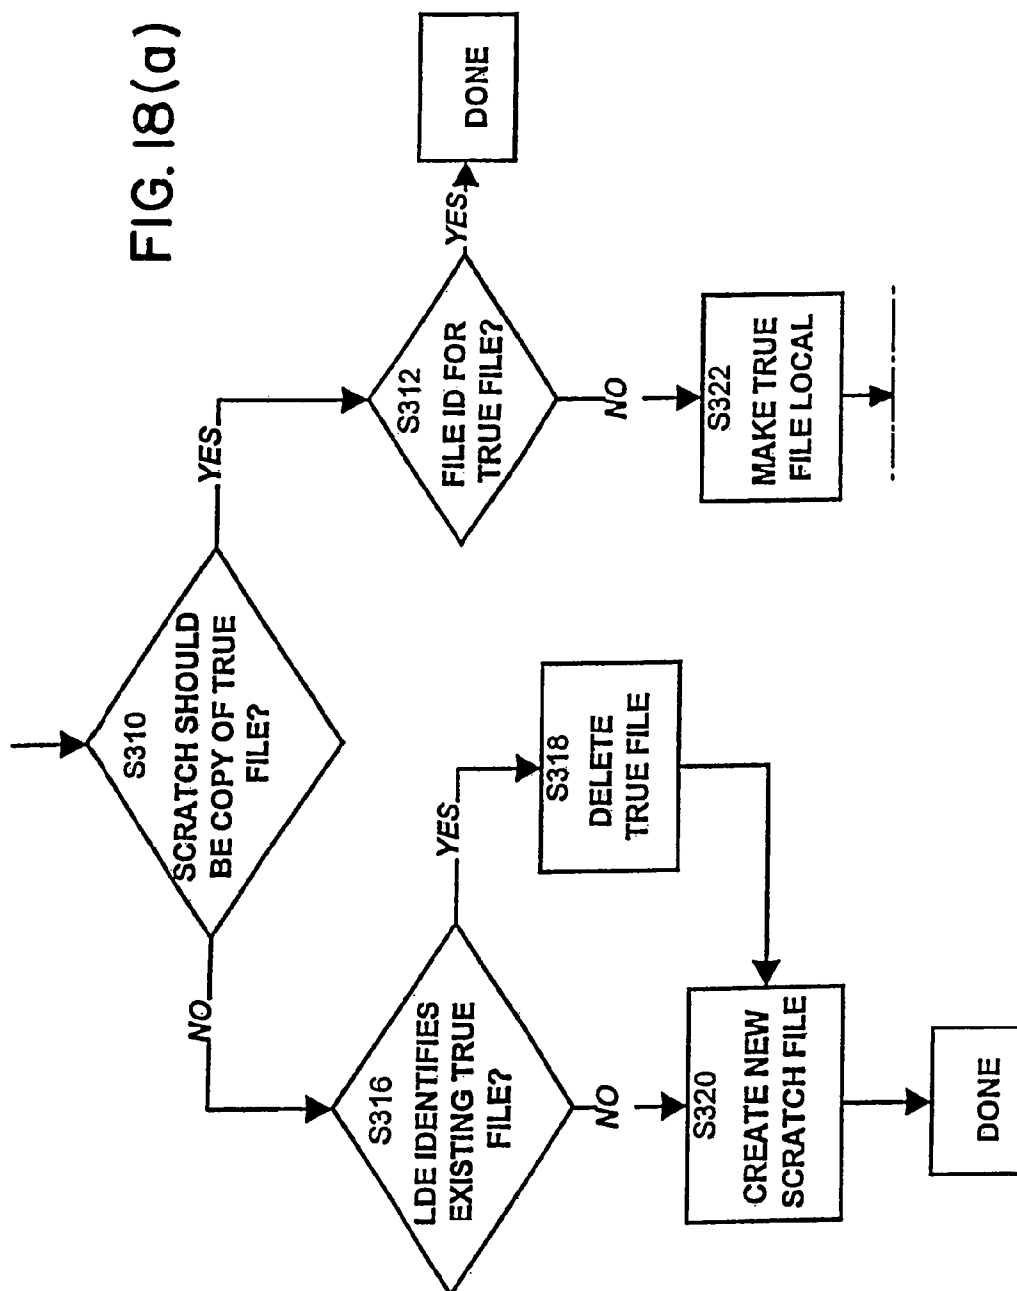 FIG. 18(a)
S310
SCRATCH SHOULD
BE COPY OF TRUE
FILE?
YES
NO
S312
FILE ID FOR
TRUE FILE?
YES
DONE
NO
S322
MAKE TRUE
FILE LOCAL
S316
LDE IDENTIFIES
EXISTING TRUE
FILE?
YES
S318
DELETE
TRUE FILE
NO
S320
CREATE NEW
SCRATCH FILE
DONE